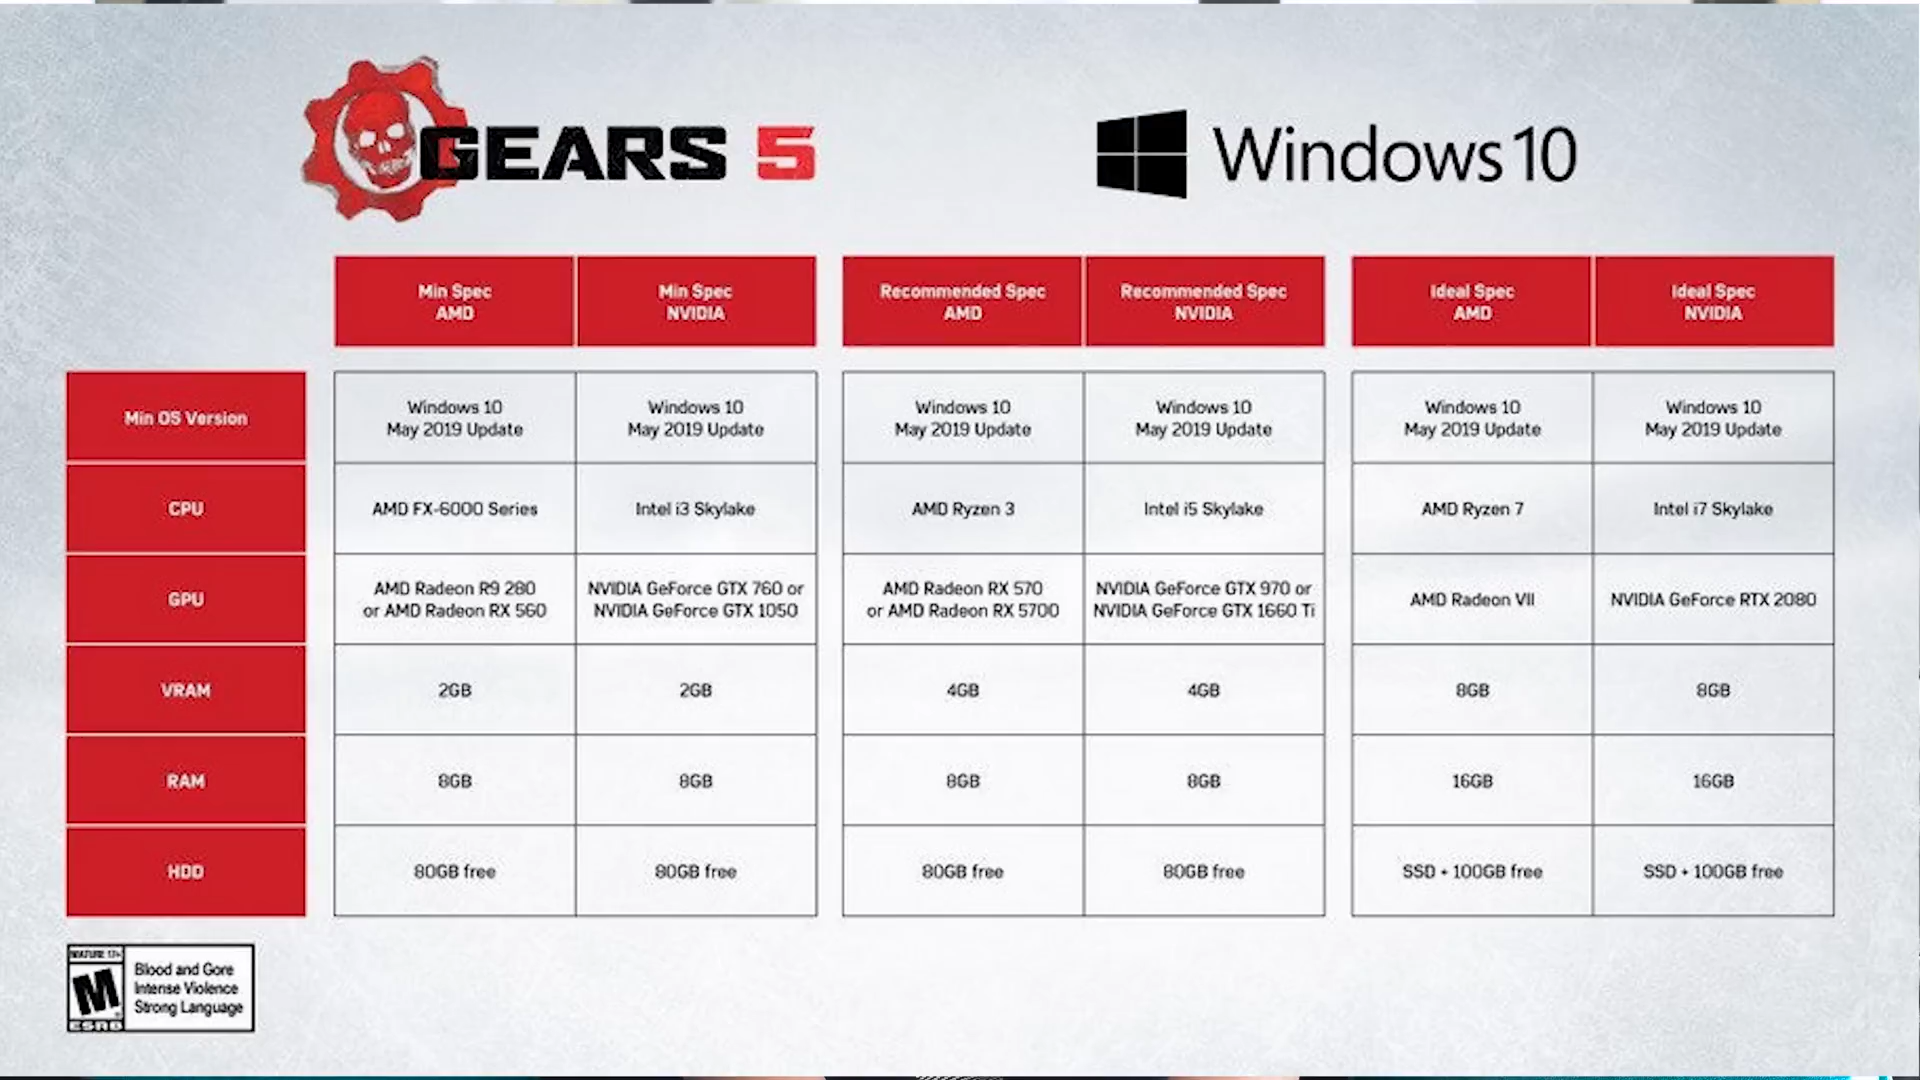 GEARS 5
Windows 10
Min Spec
AMD
Min Spec
NVIDIA
Recommended Spec
AMD
Recommended Spec
NVIDIA
Ideal Spec
AMD
Ideal Spec
NVIDIA
Min OS Version
Windows 10
May 2019 Update
Windows 10
May 2019 Update
Windows 10
May 2019 Update
Windows 10
May 2019 Update
Windows 10
May 2019 Update
Windows 10
May 2019 Update
CPU
AMD FX-6000 Series
Intel i3 Skylake
AMD Ryzen 3
Intel i5 Skylake
AMD Ryzen 7
Intel i7 Skylake
GPU
AMD Radeon R9 280
or AMD Radeon RX 560
NVIDIA GeForce GTX 760 or
NVIDIA GeForce GTX 1050
AMD Radeon RX 570
or AMD Radeon RX 5700
NVIDIA GeForce GTX 970 or
NVIDIA GeForce GTX 1660 Ti
AMD Radeon VII
NVIDIA GeForce RTX 2080
VRAM
2GB
2GB
4GB
4GB
8GB
8GB
RAM
8GB
8GB
8GB
8GB
16GB
16GB
HDD
80GB free
80GB free
80GB free
80GB free
SSD + 100GB free
SSD + 100GB free
MATURE 17+
M
ESRB
Blood and Gore
Intense Violence
Strong Language